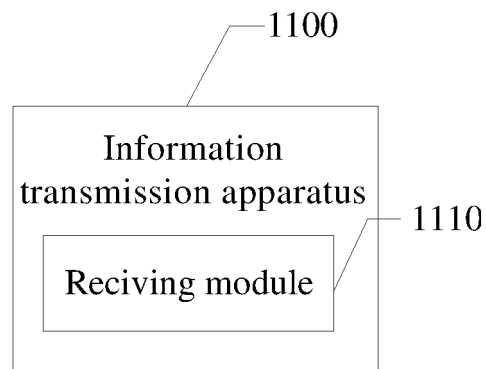 1100
Information
transmission apparatus
1110
Reciving module